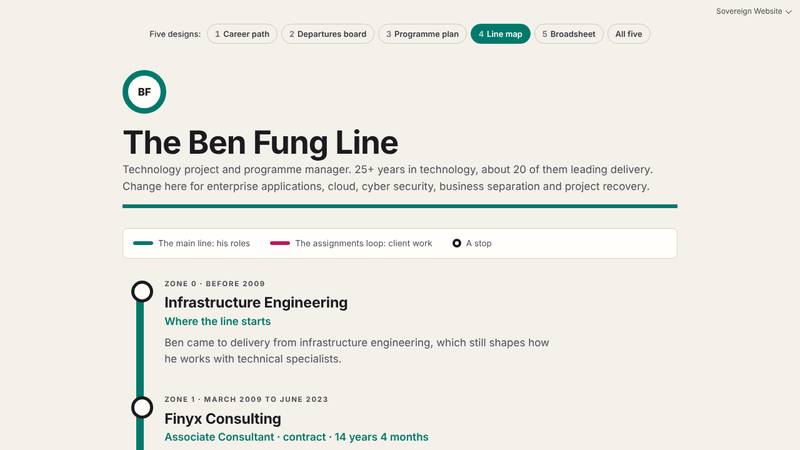 Sovereign Website
Five designs: 1 Career path 2 Departures board 3 Programme plan 4 Line map 5 Broadsheet All five
BF
The Ben Fung Line
Technology project and programme manager. 25+ years in technology, about 20 of them leading delivery.
Change here for enterprise applications, cloud, cyber security, business separation and project recovery.
The main line: his roles The assignments loop: client work A stop
ZONE 0 · BEFORE 2009
Infrastructure Engineering
Where the line starts
Ben came to delivery from infrastructure engineering, which still shapes how
he works with technical specialists.
ZONE 1 · MARCH 2009 TO JUNE 2023
Finyx Consulting
Associate Consultant · contract · 14 years 4 months